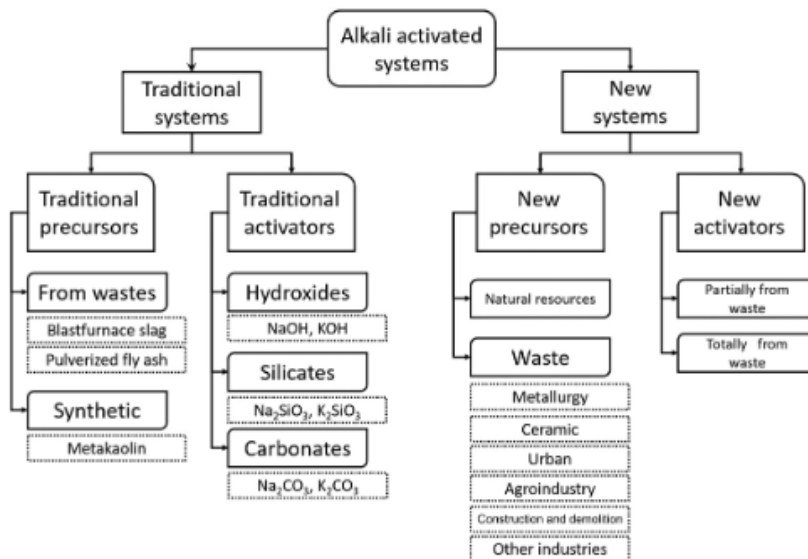 Alkali activated
systems
Traditional
systems
New
systems
Traditional
precursors
Traditional
activators
New
precursors
New
activators
From wastes
Blastfurnace slag
Pulverized fly ash
Synthetic
Metakaolin
Hydroxides
NaOH, KOH
Silicates
Na₂SiO₃, K₂SiO₃
Carbonates
Na₂CO₃, K₂CO₃
Natural resources
Waste
Metallurgy
Ceramic
Urban
Agroindustry
Construction and demolition
Other industries
Partially from
waste
Totally from
waste